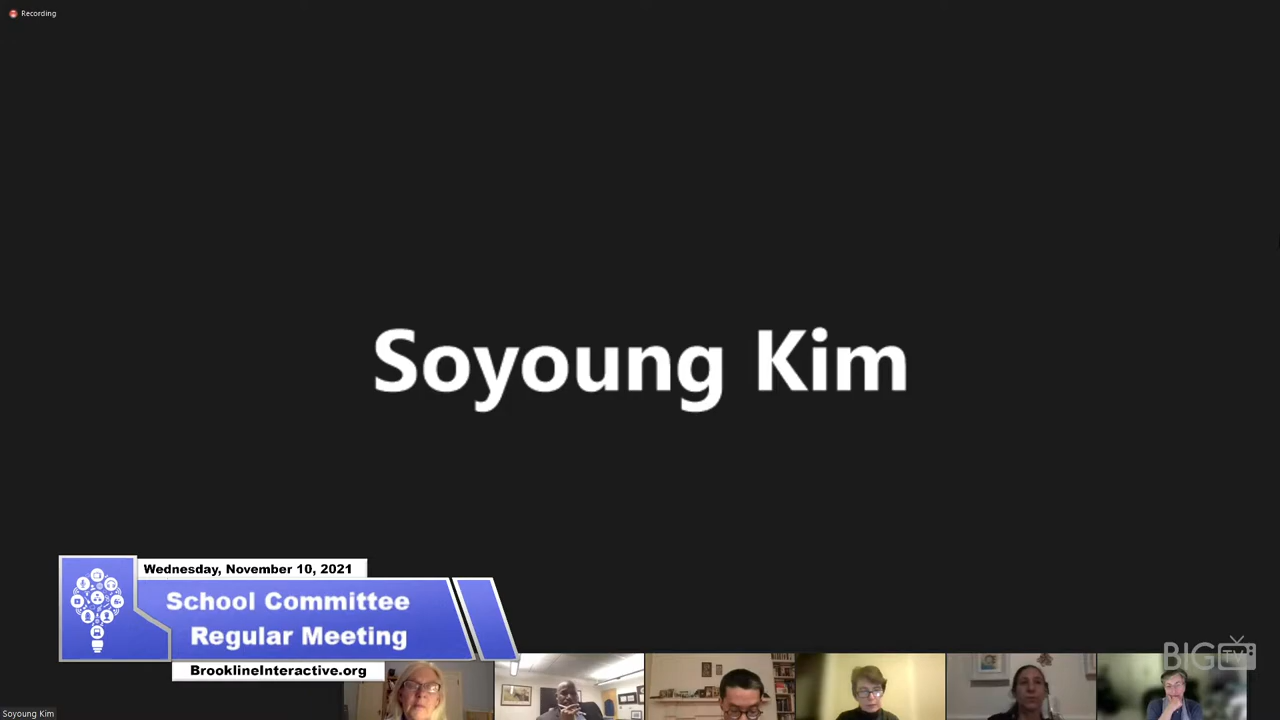 Recording
Soyoung Kim
Wednesday, November 10, 2021
School Committee
Regular Meeting
BrooklineInteractive.org
BIG TV
Soyoung Kim